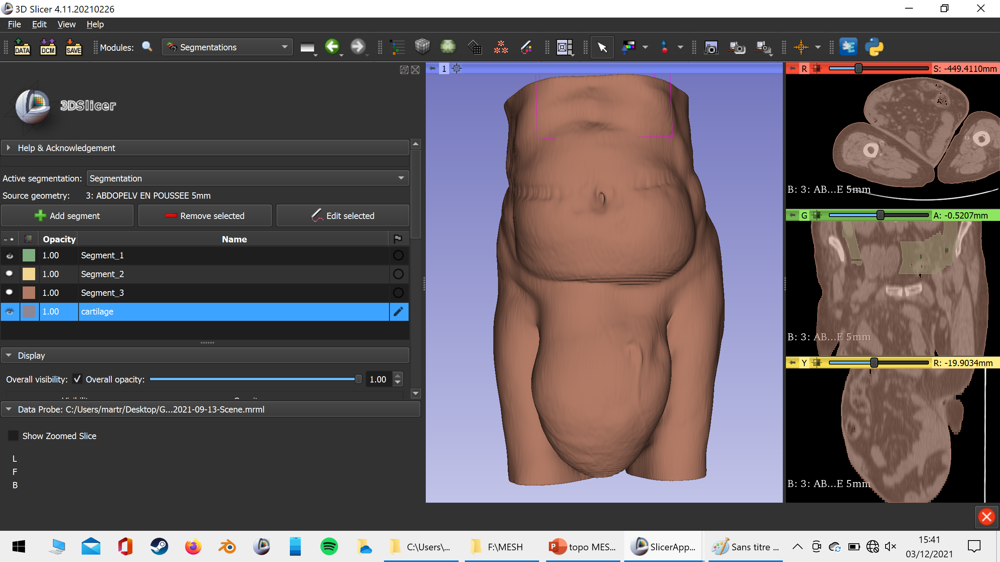 3D Slicer 4.11.20210226
File Edit View Help
DATA DCM SAVE Modules: Segmentations
1
R S: -449.4110mm
3DSlicer
Help & Acknowledgement
Active segmentation: Segmentation
Source geometry: 3: ABDOPELV EN POUSSEE 5mm
Add segment Remove selected Edit selected
Opacity Name
1.00 Segment_1
1.00 Segment_2
1.00 Segment_3
1.00 cartilage
Display
Overall visibility: Overall opacity: 1.00
Data Probe: C:/Users/martr/Desktop/G...2021-09-13-Scene.mrml
Show Zoomed Slice
L
F
B
B: 3: AB...E 5mm
G A: -0.5207mm
B: 3: AB...E 5mm
Y R: -19.9034mm
B: 3: AB...E 5mm
C:\Users\... F:\MESH topo MES... SlicerApp... Sans titre ...
15:41
03/12/2021